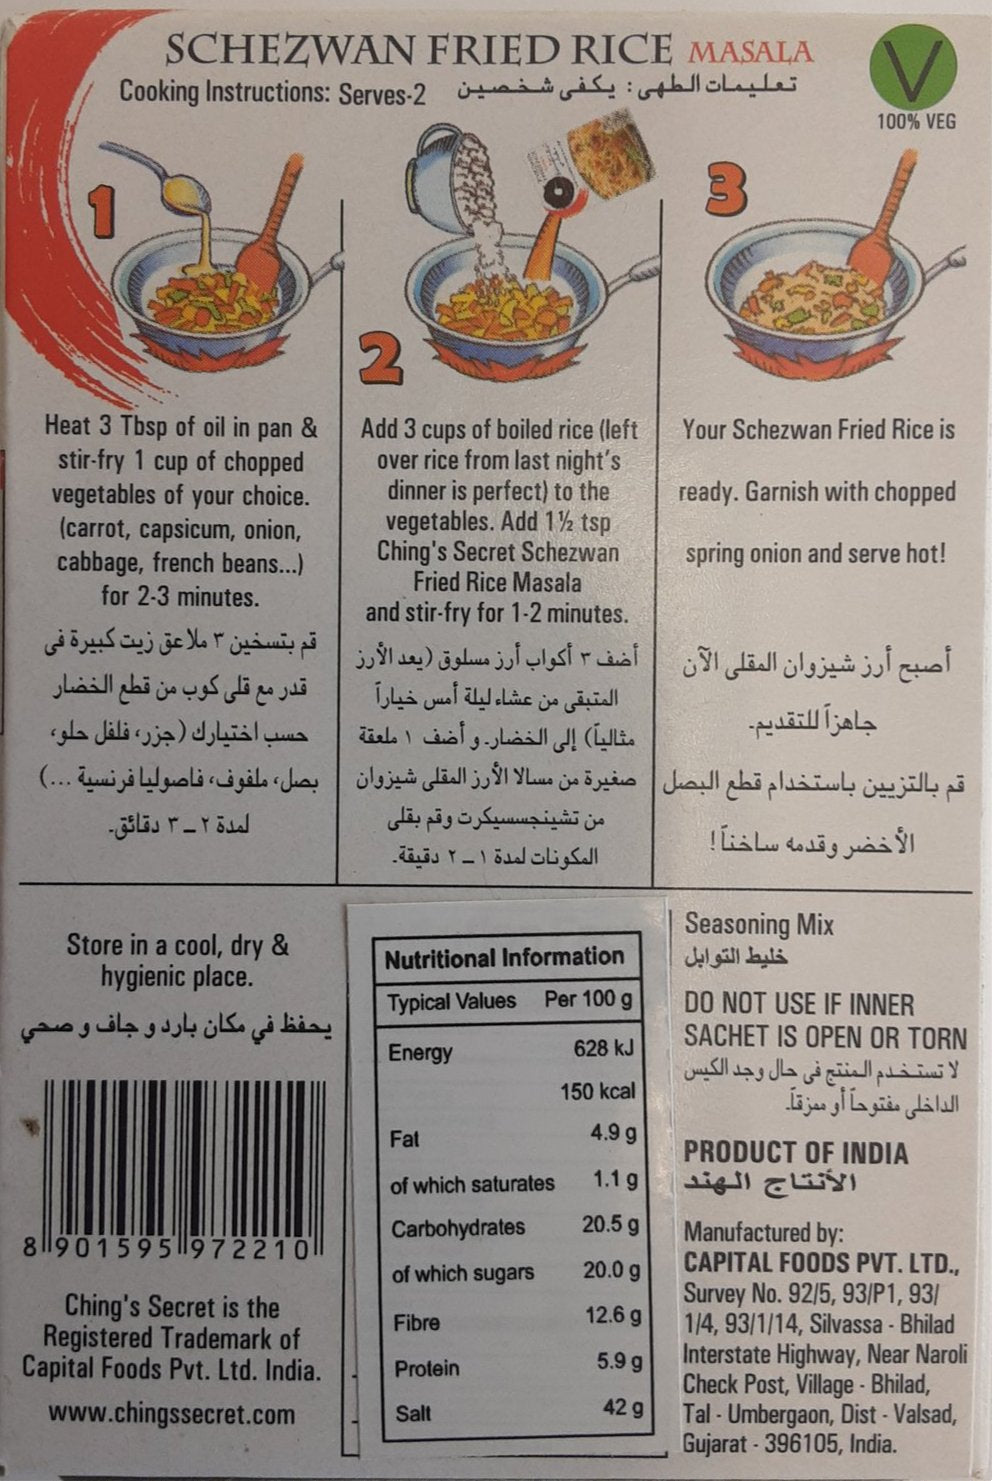 SCHEZWAN FRIED RICE MASALA
Cooking Instructions: Serves-2 تعليمات الطهى: يكفى شخصين
V
100% VEG
1
Heat 3 Tbsp of oil in pan &
stir-fry 1 cup of chopped
vegetables of your choice.
(carrot, capsicum, onion,
cabbage, french beans...)
for 2-3 minutes.
قم بتسخين ٣ ملاعق زيت كبيرة فى
قدر مع قلى كوب من قطع الخضار
حسب اختيارك (جزر، فلفل حلو،
بصل، ملفوف، فاصوليا فرنسية ...)
لمدة ٢ – ٣ دقائق.
2
Add 3 cups of boiled rice (left
over rice from last night's
dinner is perfect) to the
vegetables. Add 1½ tsp
Ching's Secret Schezwan
Fried Rice Masala
and stir-fry for 1-2 minutes.
أضف ٣ أكواب أرز مسلوق (يعد الأرز
المتبقى من عشاء ليلة أمس خياراً
مثالياً) إلى الخضار. و أضف ١ ملعقة
صغيرة من مسالا الأرز المقلى شيزوان
من تشينجسسيكرت وقم بقلى
المكونات لمدة ١ – ٢ دقيقة.
3
Your Schezwan Fried Rice is
ready. Garnish with chopped
spring onion and serve hot!
أصبح أرز شيزوان المقلى الآن
جاهزاً للتقديم.
قم بالتزيين باستخدام قطع البصل
الأخضر وقدمه ساخناً!
Store in a cool, dry &
hygienic place.
يحفظ في مكان بارد و جاف و صحي
8 901595 972210
Ching's Secret is the
Registered Trademark of
Capital Foods Pvt. Ltd. India.
www.chingssecret.com
Nutritional Information
Typical Values Per 100 g
Energy 628 kJ
150 kcal
Fat 4.9 g
of which saturates 1.1 g
Carbohydrates 20.5 g
of which sugars 20.0 g
Fibre 12.6 g
Protein 5.9 g
Salt 42 g
Seasoning Mix
خليط التوابل
DO NOT USE IF INNER
SACHET IS OPEN OR TORN
لا تستخدم المنتج فى حال وجد الكيس
الداخلى مفتوحاً أو ممزقاً.
PRODUCT OF INDIA
الأنتاج الهند
Manufactured by:
CAPITAL FOODS PVT. LTD.,
Survey No. 92/5, 93/P1, 93/
1/4, 93/1/14, Silvassa - Bhilad
Interstate Highway, Near Naroli
Check Post, Village - Bhilad,
Tal - Umbergaon, Dist - Valsad,
Gujarat - 396105, India.